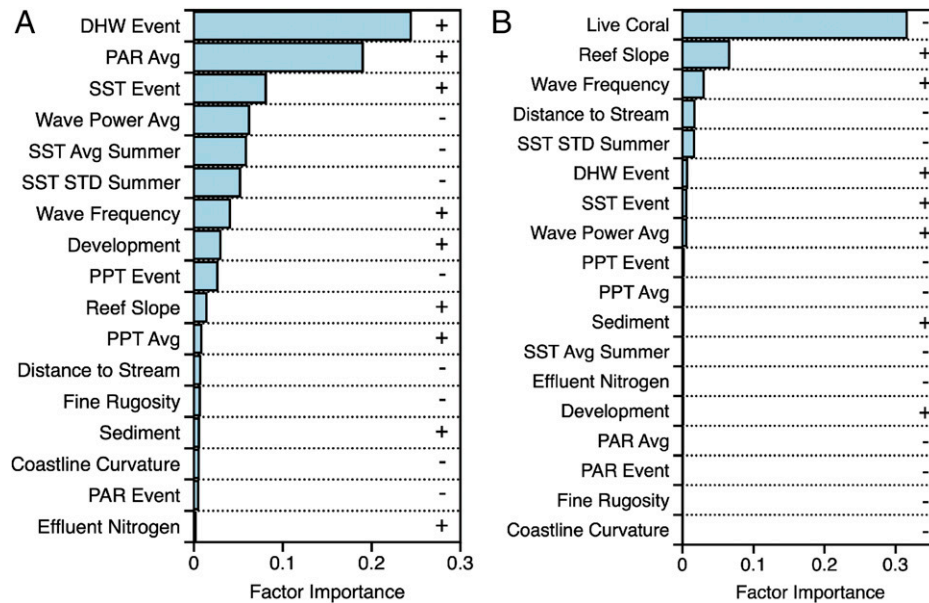 A
DHW Event +
PAR Avg +
SST Event +
Wave Power Avg -
SST Avg Summer -
SST STD Summer -
Wave Frequency +
Development +
PPT Event -
Reef Slope +
PPT Avg +
Distance to Stream -
Fine Rugosity -
Sediment +
Coastline Curvature -
PAR Event -
Effluent Nitrogen +
0 0.1 0.2 0.3
Factor Importance
B
Live Coral -
Reef Slope +
Wave Frequency +
Distance to Stream -
SST STD Summer -
DHW Event +
SST Event +
Wave Power Avg +
PPT Event -
PPT Avg -
Sediment +
SST Avg Summer -
Effluent Nitrogen -
Development +
PAR Avg -
PAR Event -
Fine Rugosity -
Coastline Curvature -
0 0.1 0.2 0.3
Factor Importance